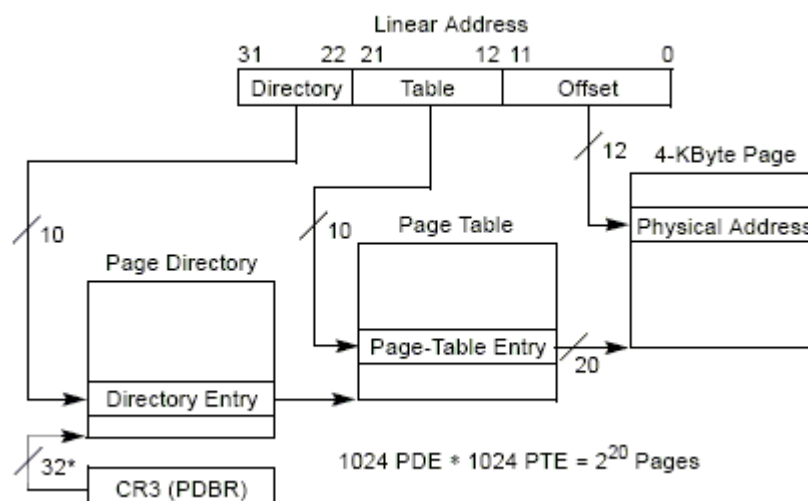 Linear Address
31 22 21 12 11 0
Directory Table Offset
12
4-KByte Page
10
10
Page Table
Physical Address
Page Directory
Page-Table Entry
20
Directory Entry
32*
1024 PDE * 1024 PTE = 2^20 Pages
CR3 (PDBR)